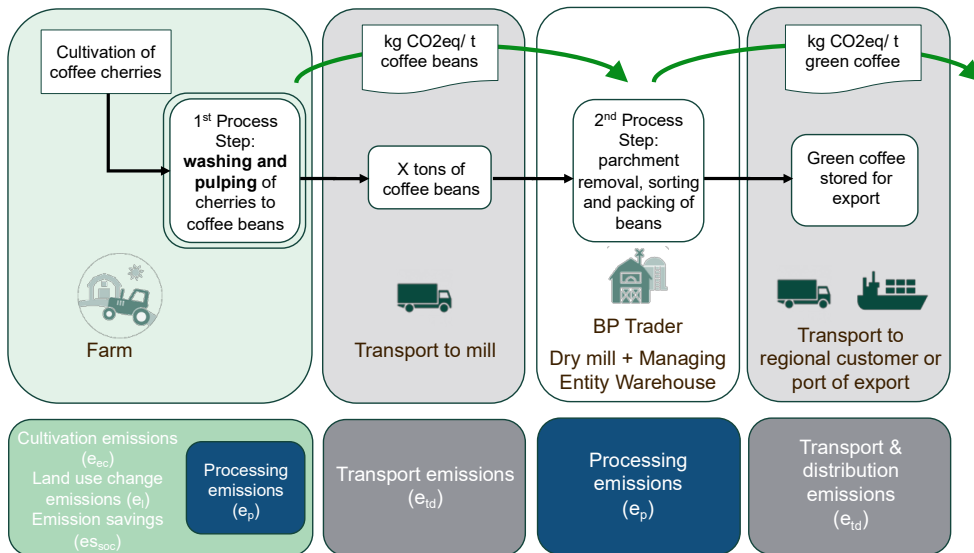 Cultivation of
coffee cherries
1st Process
Step:
washing and
pulping of
cherries to
coffee beans
Farm
kg CO2eq/ t
coffee beans
X tons of
coffee beans
Transport to mill
2nd Process
Step:
parchment
removal, sorting
and packing of
beans
BP Trader
Dry mill + Managing
Entity Warehouse
kg CO2eq/ t
green coffee
Green coffee
stored for
export
Transport to
regional customer or
port of export
Cultivation emissions
(eec)
Land use change
emissions (el)
Emission savings
(essoc)
Processing
emissions
(ep)
Transport emissions
(etd)
Processing
emissions
(ep)
Transport &
distribution
emissions
(etd)